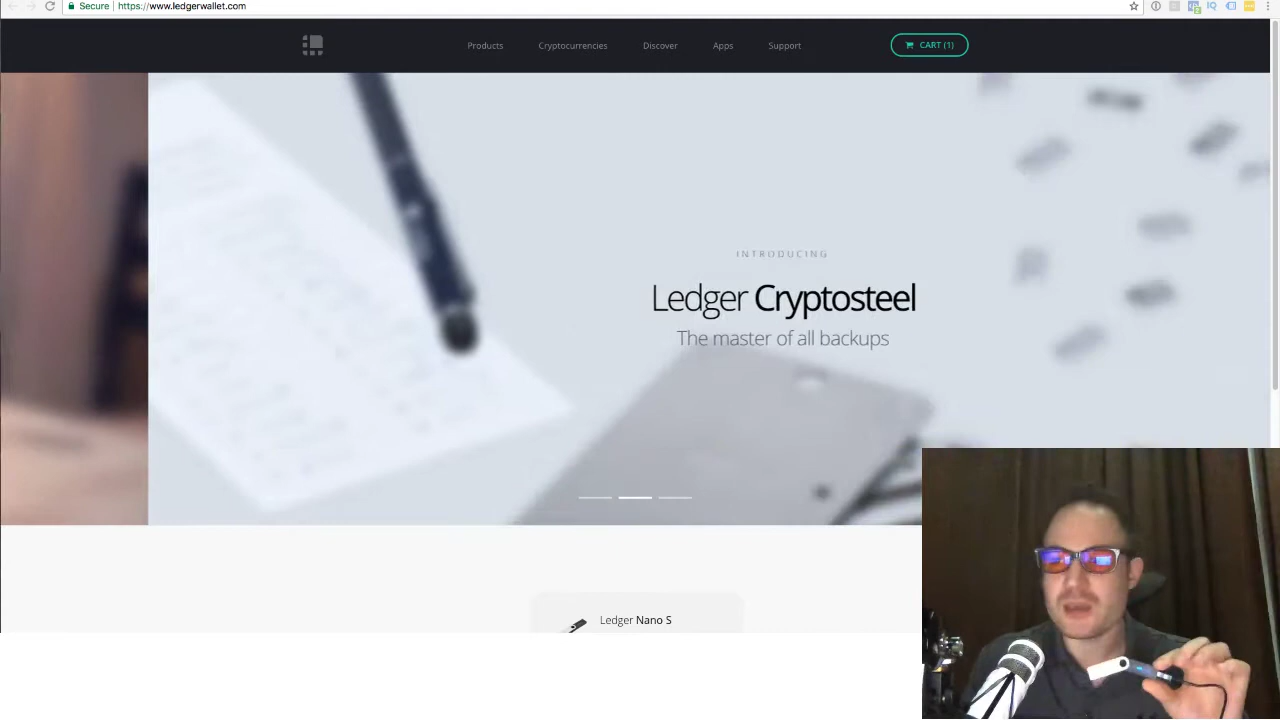 Secure
https://www.ledgerwallet.com
Products
Cryptocurrencies
Discover
Apps
Support
CART (1)
INTRODUCING
Ledger Cryptosteel
The master of all backups
Ledger Nano S